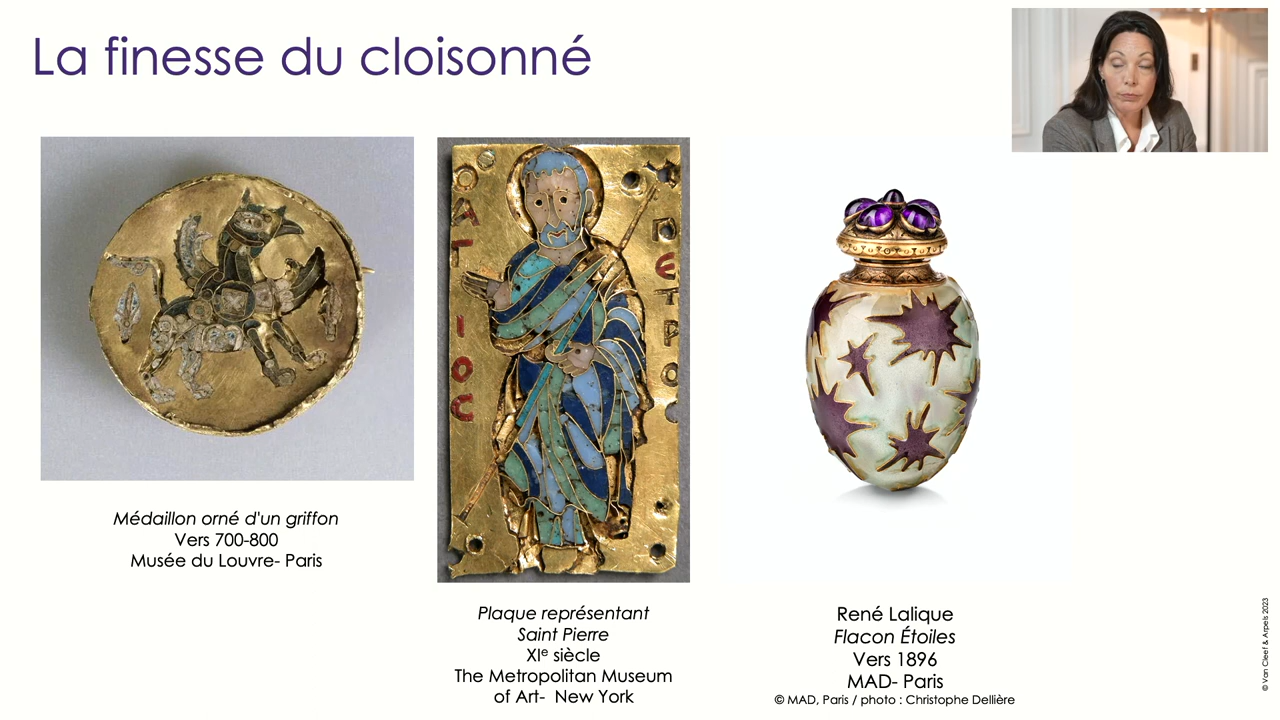 La finesse du cloisonné
Médaillon orné d'un griffon
Vers 700-800
Musée du Louvre- Paris
Plaque représentant
Saint Pierre
XIe siècle
The Metropolitan Museum
of Art- New York
René Lalique
Flacon Étoiles
Vers 1896
MAD- Paris
© MAD, Paris / photo : Christophe Dellière
© Van Cleef & Arpels 2023